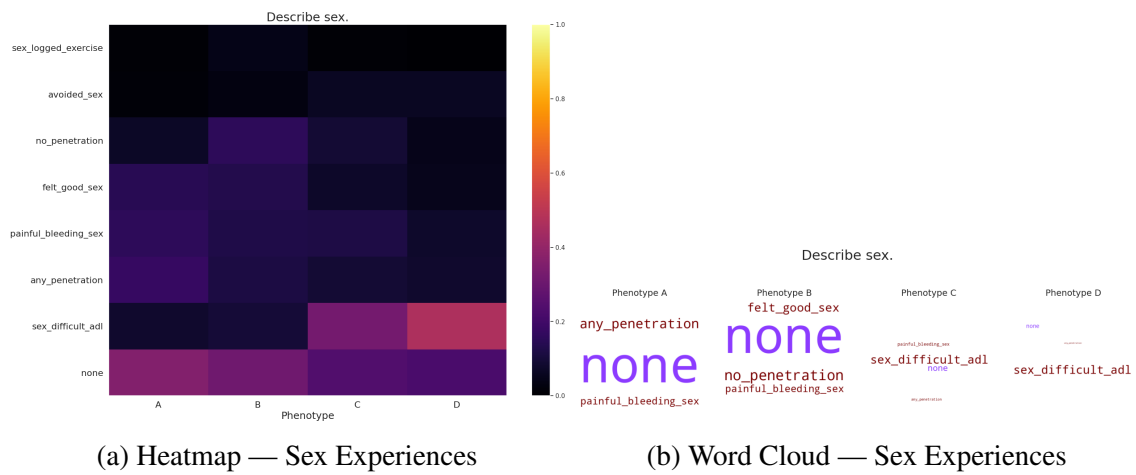 Describe sex.
sex_logged_exercise
avoided_sex
no_penetration
felt_good_sex
painful_bleeding_sex
any_penetration
sex_difficult_adl
none
A B C D
Phenotype
1.0
0.8
0.6
0.4
0.2
0.0
(a) Heatmap — Sex Experiences
Describe sex.
Phenotype A
any_penetration
none
painful_bleeding_sex
Phenotype B
felt_good_sex
none
no_penetration
painful_bleeding_sex
Phenotype C
painful_bleeding_sex
sex_difficult_adl
none
any_penetration
Phenotype D
none
sex_difficult_adl
(b) Word Cloud — Sex Experiences